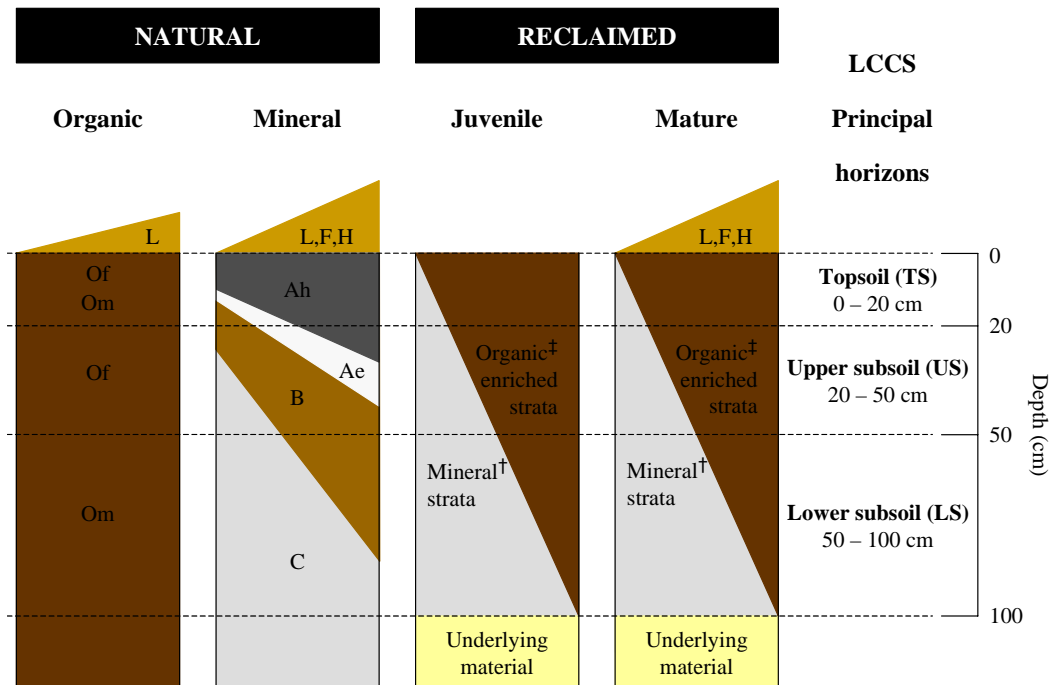 NATURAL
RECLAIMED
LCCS
Principal
horizons
Organic
Mineral
Juvenile
Mature
L
L,F,H
L,F,H
0
Of
Om
Ah
Topsoil (TS)
0 – 20 cm
20
Of
Ae
B
Organic‡
enriched
strata
Organic‡
enriched
strata
Upper subsoil (US)
20 – 50 cm
50
Depth (cm)
Om
C
Mineral†
strata
Mineral†
strata
Lower subsoil (LS)
50 – 100 cm
100
Underlying
material
Underlying
material